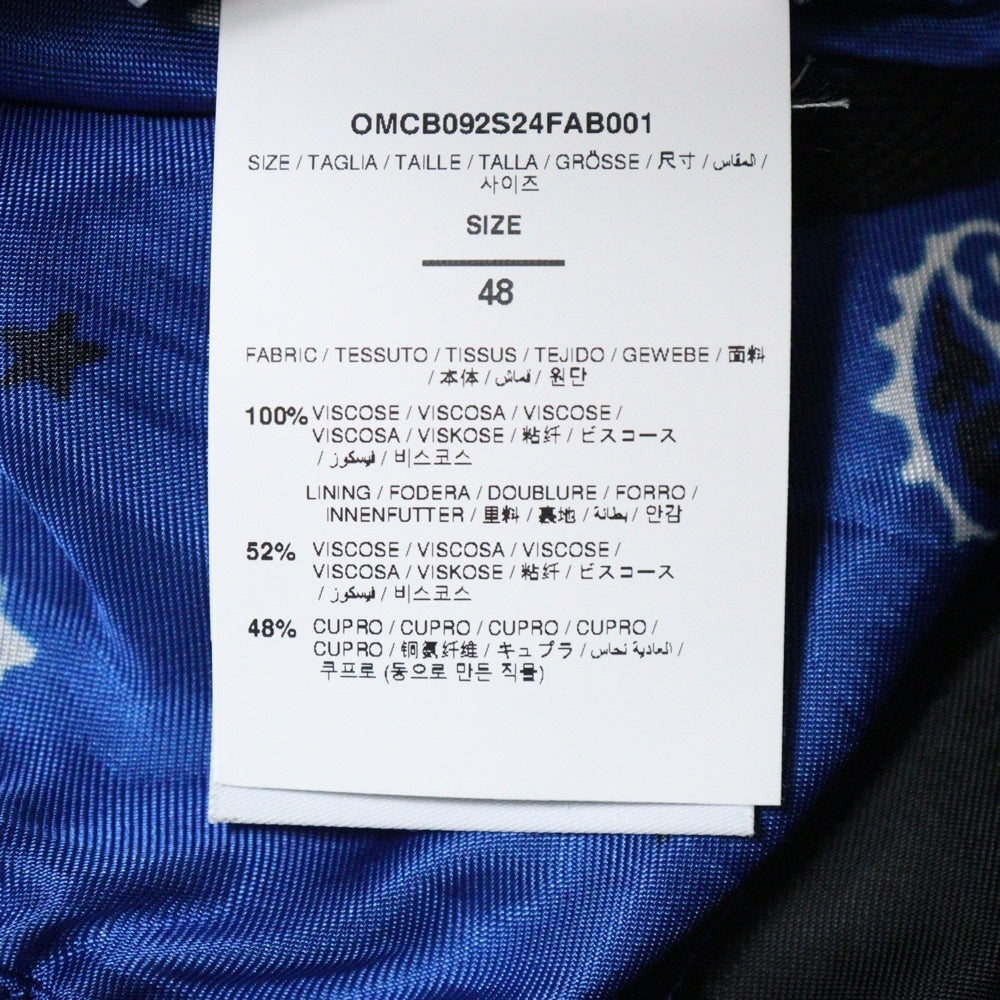 OMCB092S24FAB001
SIZE / TAGLIA / TAILLE / TALLA / GRÖSSE / 尺寸 / المقاس /
사이즈
SIZE
48
FABRIC / TESSUTO / TISSUS / TEJIDO / GEWEBE / 面料
/ 本体 / قماش / 원단
100% VISCOSE / VISCOSA / VISCOSE /
VISCOSA / VISKOSE / 粘纤 / ビスコース
/ فيسكوز / 비스코스
LINING / FODERA / DOUBLURE / FORRO /
INNENFUTTER / 里料 / 裏地 / بطانة / 안감
52% VISCOSE / VISCOSA / VISCOSE /
VISCOSA / VISKOSE / 粘纤 / ビスコース
/ فيسكوز / 비스코스
48% CUPRO / CUPRO / CUPRO / CUPRO /
CUPRO / 铜氨纤维 / キュプラ / العادية نحاس /
쿠프로 (동으로 만든 직물)